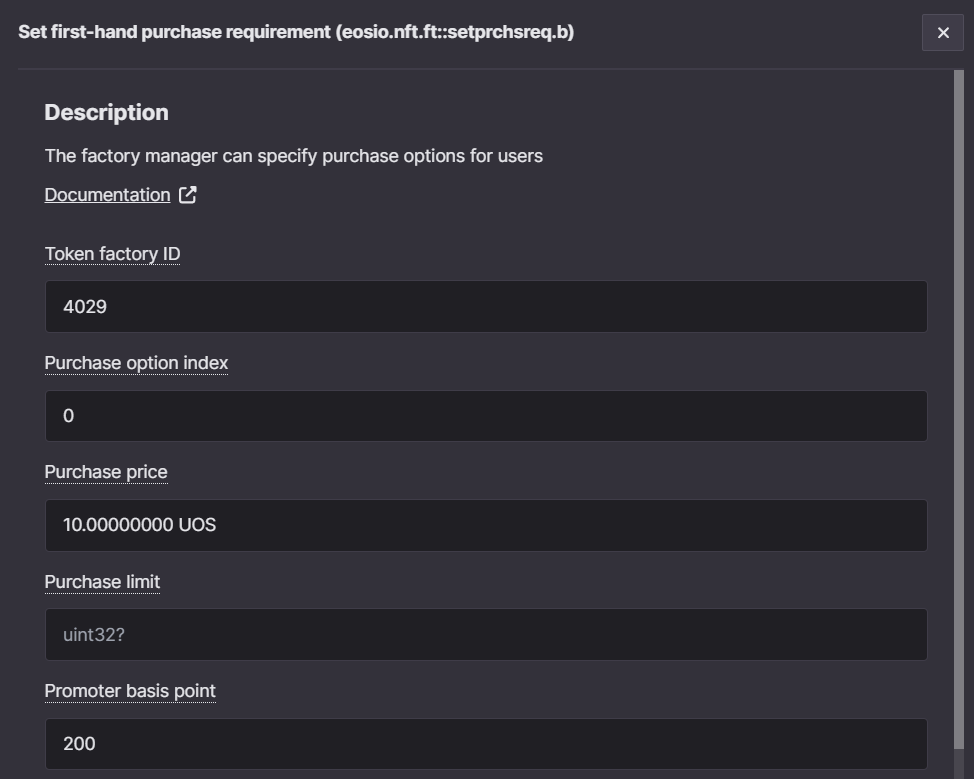 Set first-hand purchase requirement (eosio.nft.ft::setprchsreq.b)
Description
The factory manager can specify purchase options for users
Documentation
Token factory ID
4029
Purchase option index
0
Purchase price
10.00000000 UOS
Purchase limit
uint32?
Promoter basis point
200